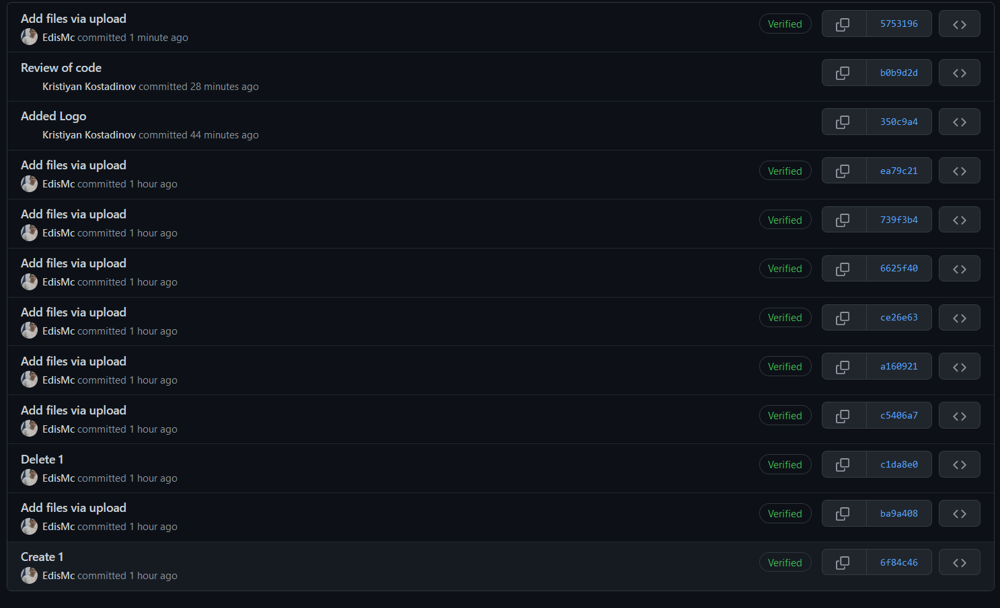 Add files via upload
EdisMc committed 1 minute ago
Verified
5753196
Review of code
Kristiyan Kostadinov committed 28 minutes ago
b0b9d2d
Added Logo
Kristiyan Kostadinov committed 44 minutes ago
350c9a4
Add files via upload
EdisMc committed 1 hour ago
Verified
ea79c21
Add files via upload
EdisMc committed 1 hour ago
Verified
739f3b4
Add files via upload
EdisMc committed 1 hour ago
Verified
6625f40
Add files via upload
EdisMc committed 1 hour ago
Verified
ce26e63
Add files via upload
EdisMc committed 1 hour ago
Verified
a160921
Add files via upload
EdisMc committed 1 hour ago
Verified
c5406a7
Delete 1
EdisMc committed 1 hour ago
Verified
c1da8e0
Add files via upload
EdisMc committed 1 hour ago
Verified
ba9a408
Create 1
EdisMc committed 1 hour ago
Verified
6f84c46